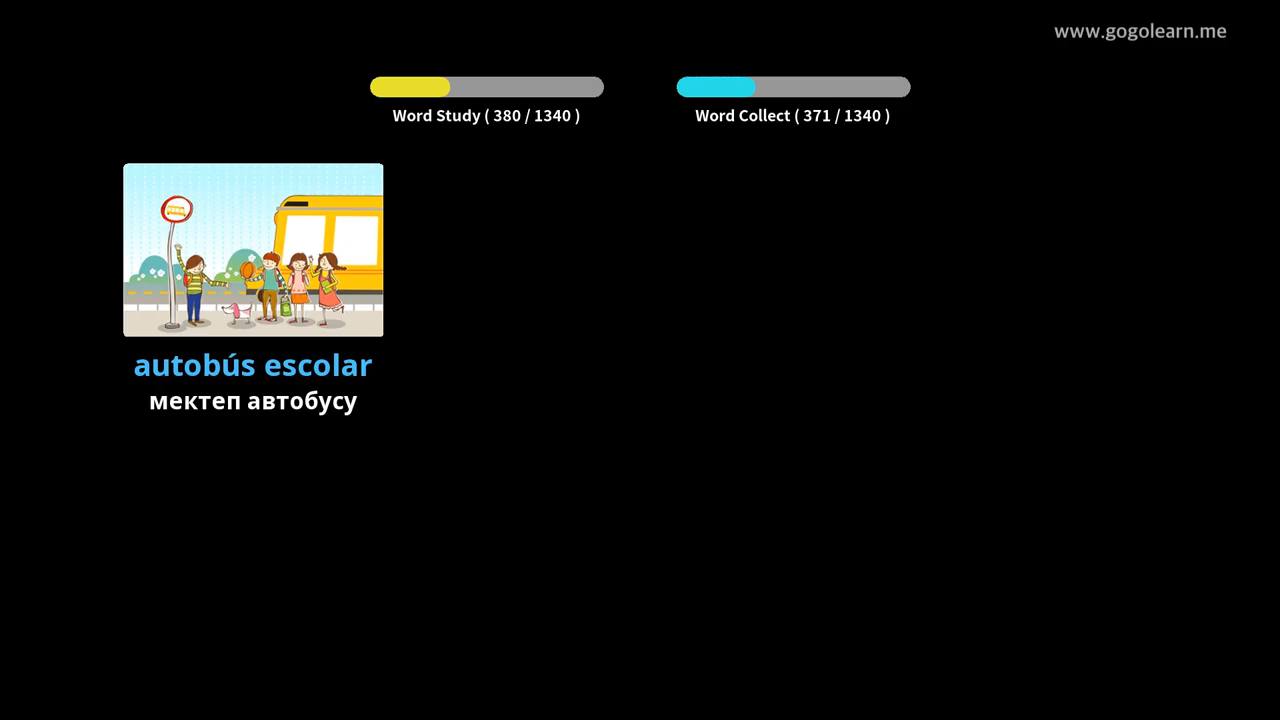 www.gogolearn.me
Word Study ( 380 / 1340 )
Word Collect ( 371 / 1340 )
autobús escolar
мектеп автобусу